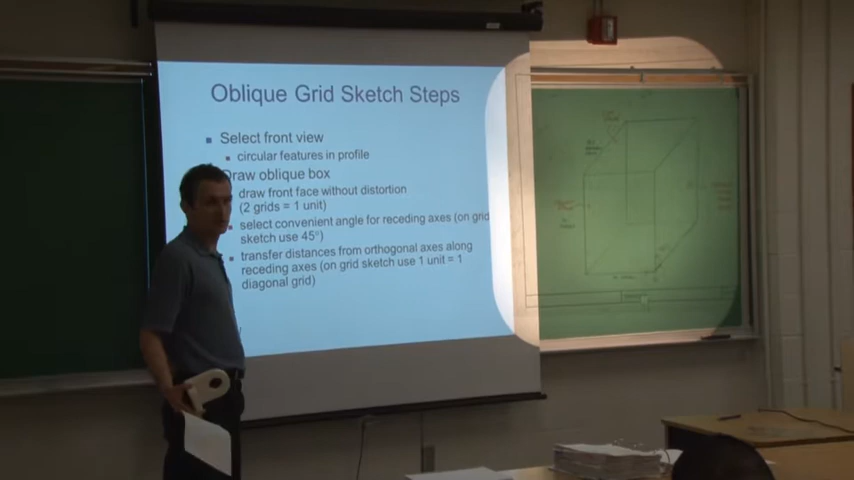 Oblique Grid Sketch Steps
Select front view
circular features in profile
Draw oblique box
draw front face without distortion
(2 grids = 1 unit)
select convenient angle for receding axes (on grid
sketch use 45°)
transfer distances from orthogonal axes along
receding axes (on grid sketch use 1 unit = 1
diagonal grid)